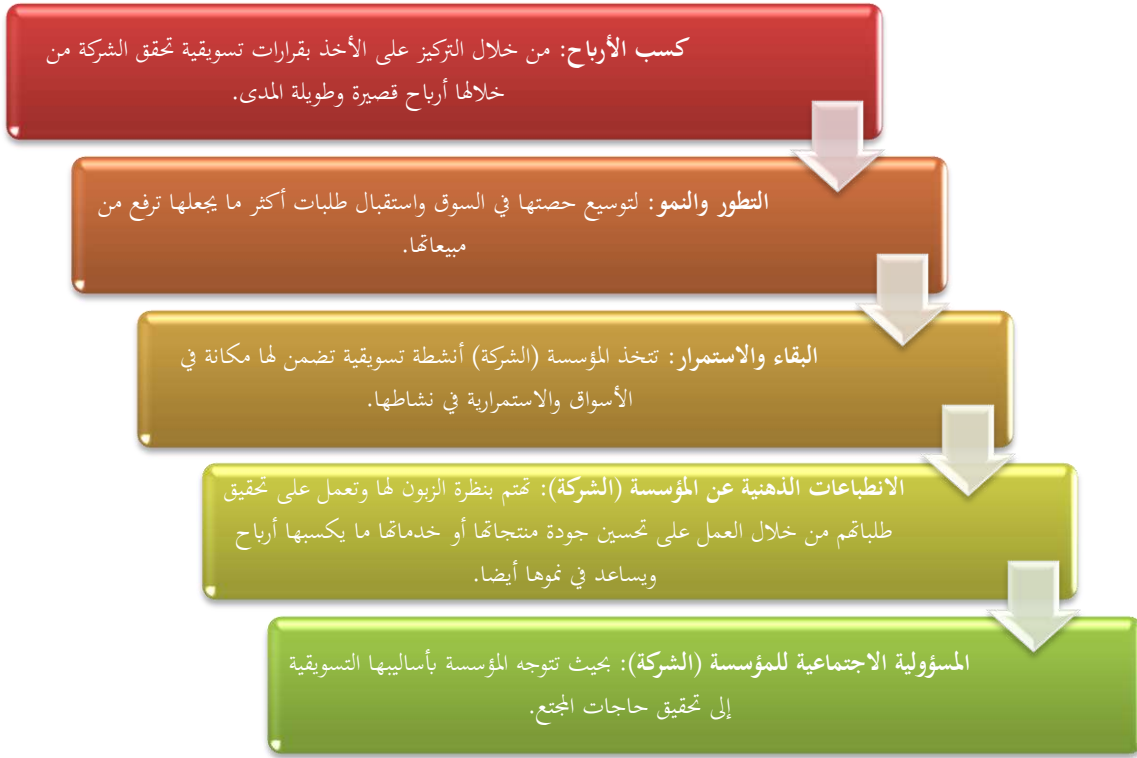 كسب الأرباح: من خلال التركيز على الأخذ بقرارات تسويقية تحقق الشركة من
خلالها أرباح قصيرة وطويلة المدى.
التطور والنمو: لتوسيع حصتها في السوق واستقبال طلبات أكثر ما يجعلها ترفع من
مبيعاتها.
البقاء والاستمرار: تتخذ المؤسسة (الشركة) أنشطة تسويقية تضمن لها مكانة في
الأسواق والاستمرارية في نشاطها.
الانطباعات الذهنية عن المؤسسة (الشركة): تهتم بنظرة الزبون لها وتعمل على تحقيق
طلباتهم من خلال العمل على تحسين جودة منتجاتها أو خدماتها ما يكسبها أرباح
ويساعد في نموها أيضا.
المسؤولية الاجتماعية للمؤسسة (الشركة): بحيث تتوجه المؤسسة بأساليبها التسويقية
إلى تحقيق حاجات المجتع.